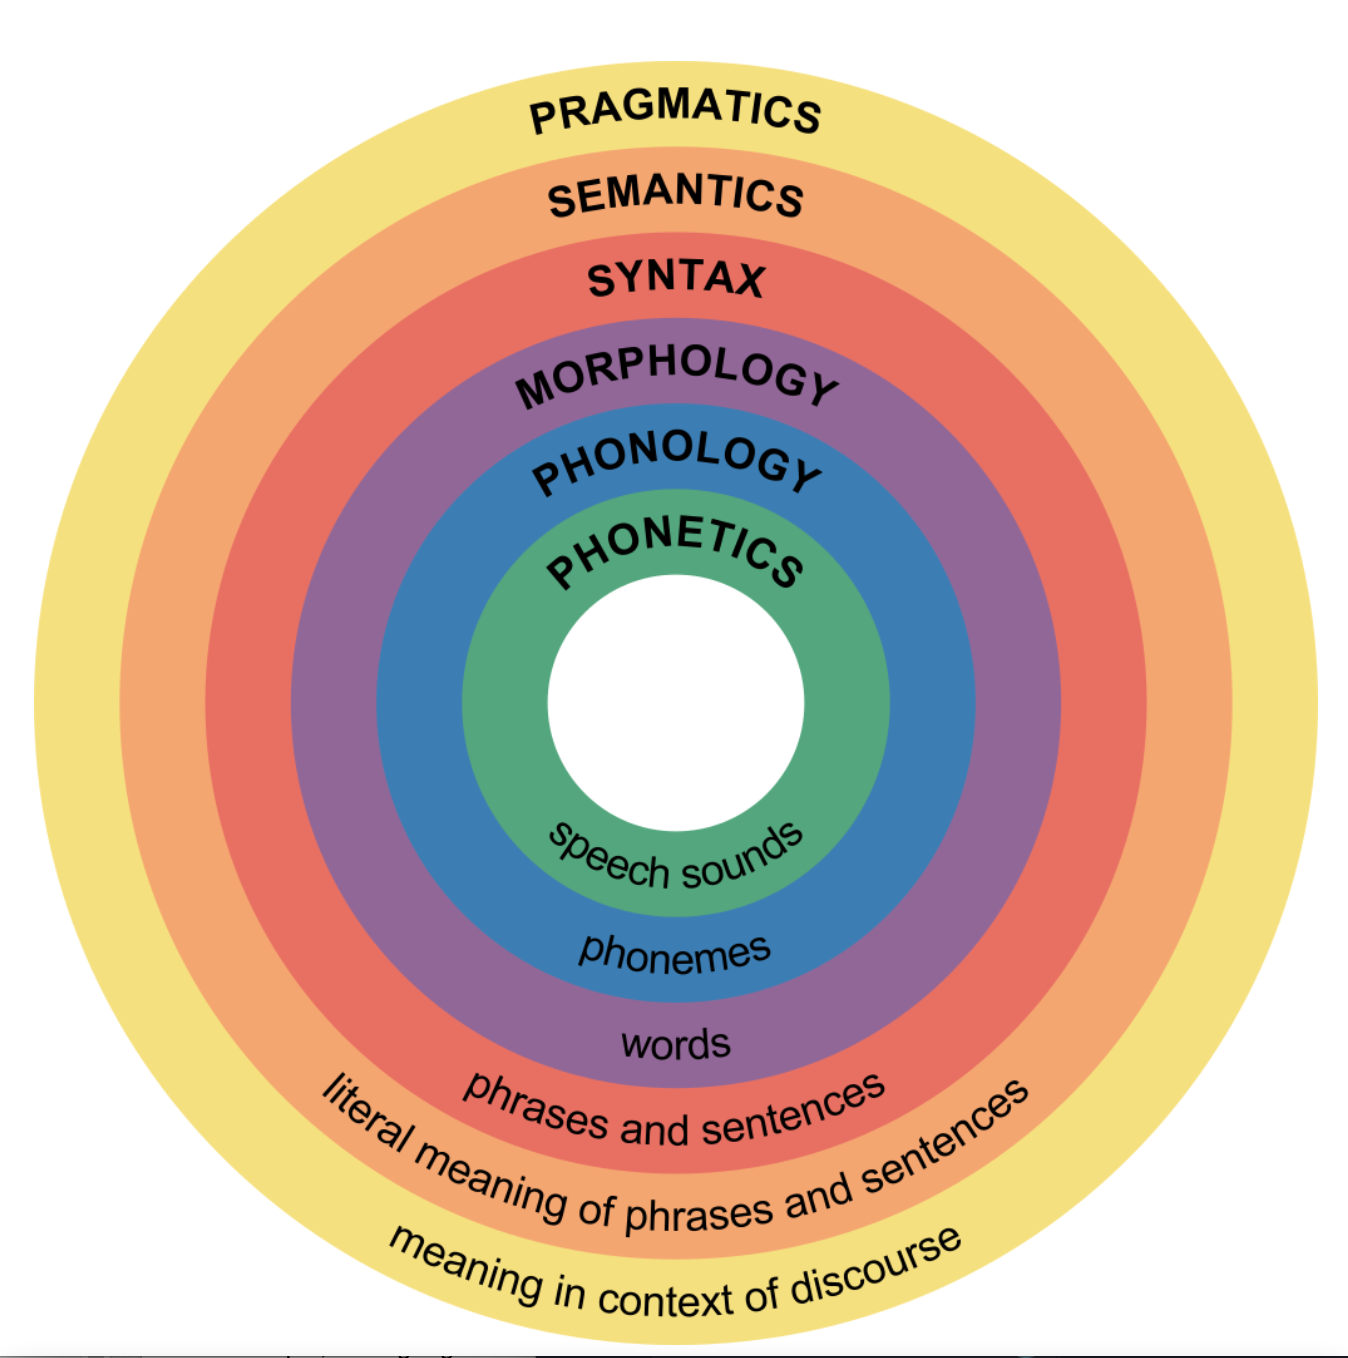 PRAGMATICS
SEMANTICS
SYNTAX
MORPHOLOGY
PHONOLOGY
PHONETICS
speech sounds
phonemes
words
phrases and sentences
literal meaning of phrases and sentences
meaning in context of discourse